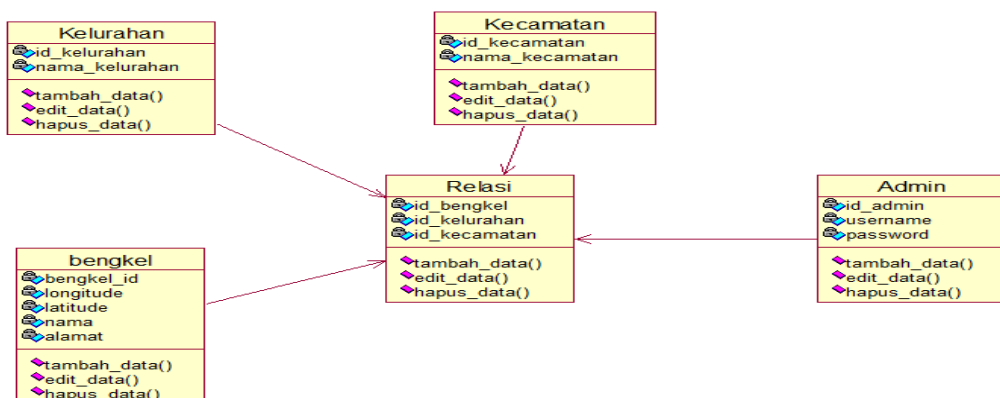 Kelurahan
id_kelurahan
nama_kelurahan
tambah_data()
edit_data()
hapus_data()
Kecamatan
id_kecamatan
nama_kecamatan
tambah_data()
edit_data()
hapus_data()
Relasi
id_bengkel
id_kelurahan
id_kecamatan
tambah_data()
edit_data()
hapus_data()
Admin
id_admin
username
password
tambah_data()
edit_data()
hapus_data()
bengkel
bengkel_id
longitude
latitude
nama
alamat
tambah_data()
edit_data()
hapus_data()